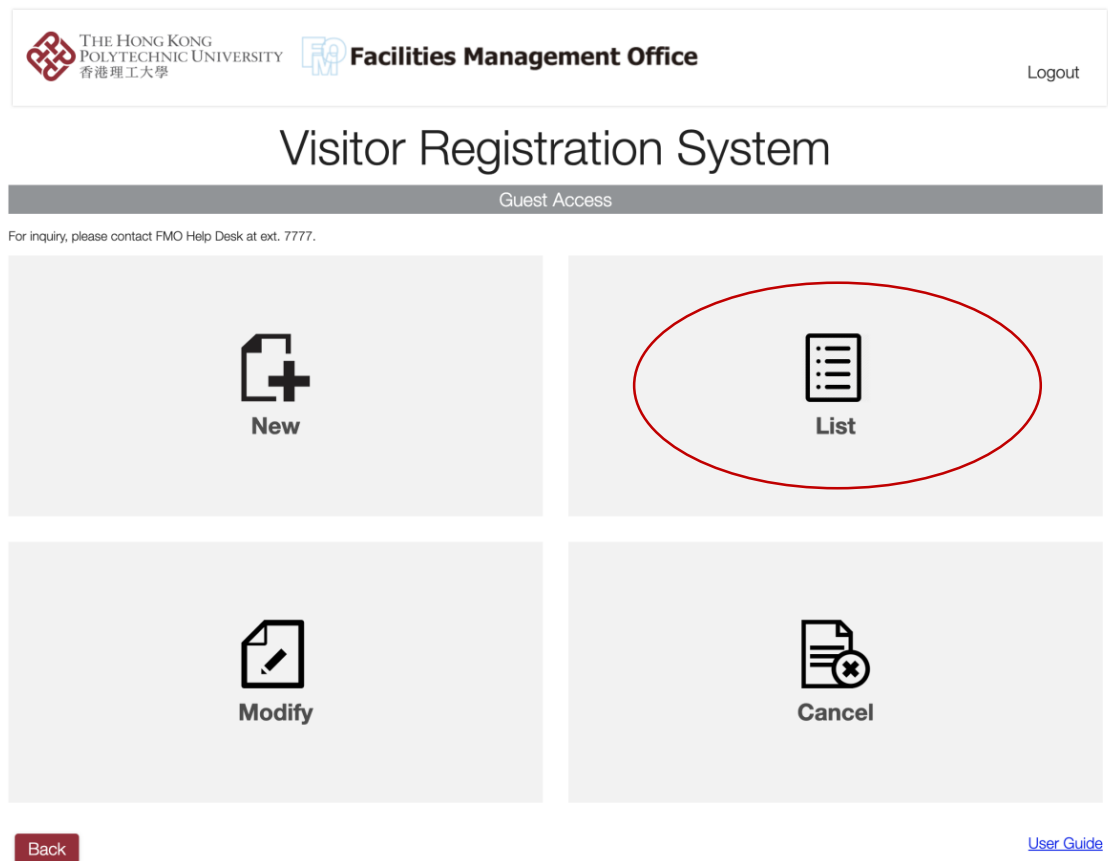 THE HONG KONG
POLYTECHNIC UNIVERSITY
香港理工大學
FMO
Facilities Management Office
Logout
Visitor Registration System
Guest Access
For inquiry, please contact FMO Help Desk at ext. 7777.
New
List
Modify
Cancel
Back
User Guide